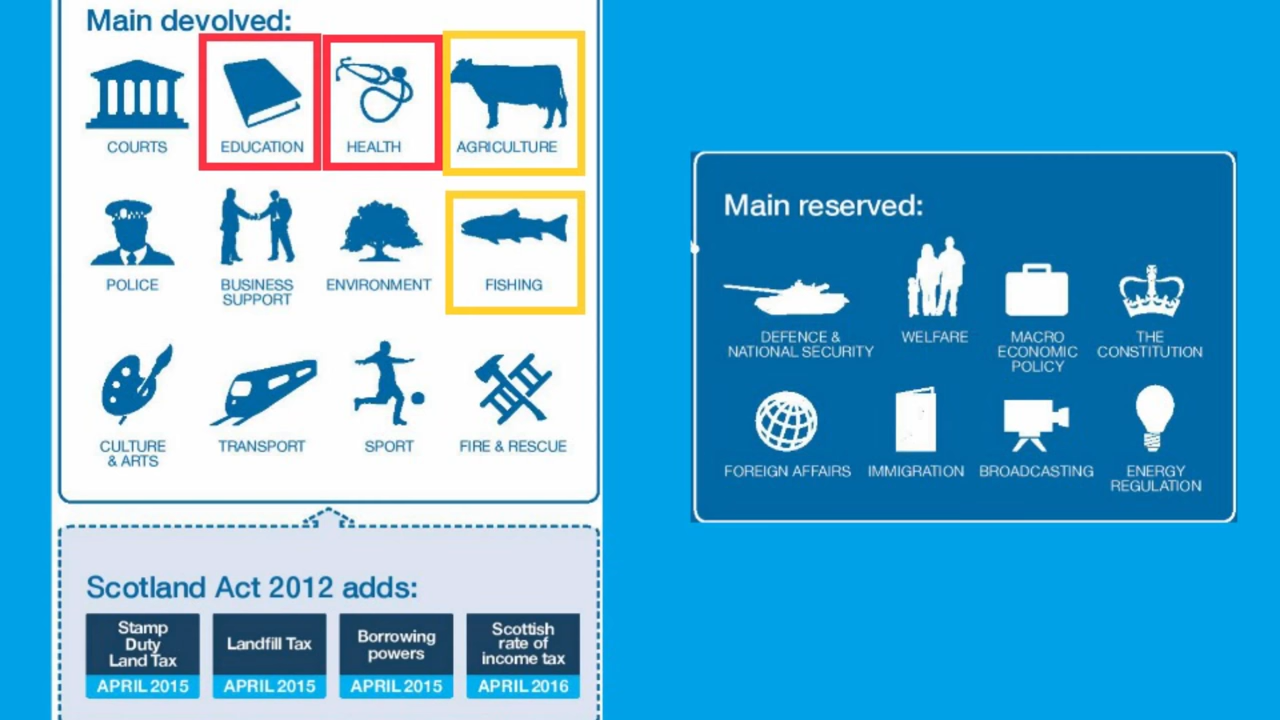 Main devolved:
COURTS
EDUCATION
HEALTH
AGRICULTURE
POLICE
BUSINESS
SUPPORT
ENVIRONMENT
FISHING
CULTURE
& ARTS
TRANSPORT
SPORT
FIRE & RESCUE
Scotland Act 2012 adds:
Stamp
Duty
Land Tax
APRIL 2015
Landfill Tax
APRIL 2015
Borrowing
powers
APRIL 2015
Scottish
rate of
income tax
APRIL 2016
Main reserved:
DEFENCE &
NATIONAL SECURITY
WELFARE
MACRO
ECONOMIC
POLICY
THE
CONSTITUTION
FOREIGN AFFAIRS
IMMIGRATION
BROADCASTING
ENERGY
REGULATION